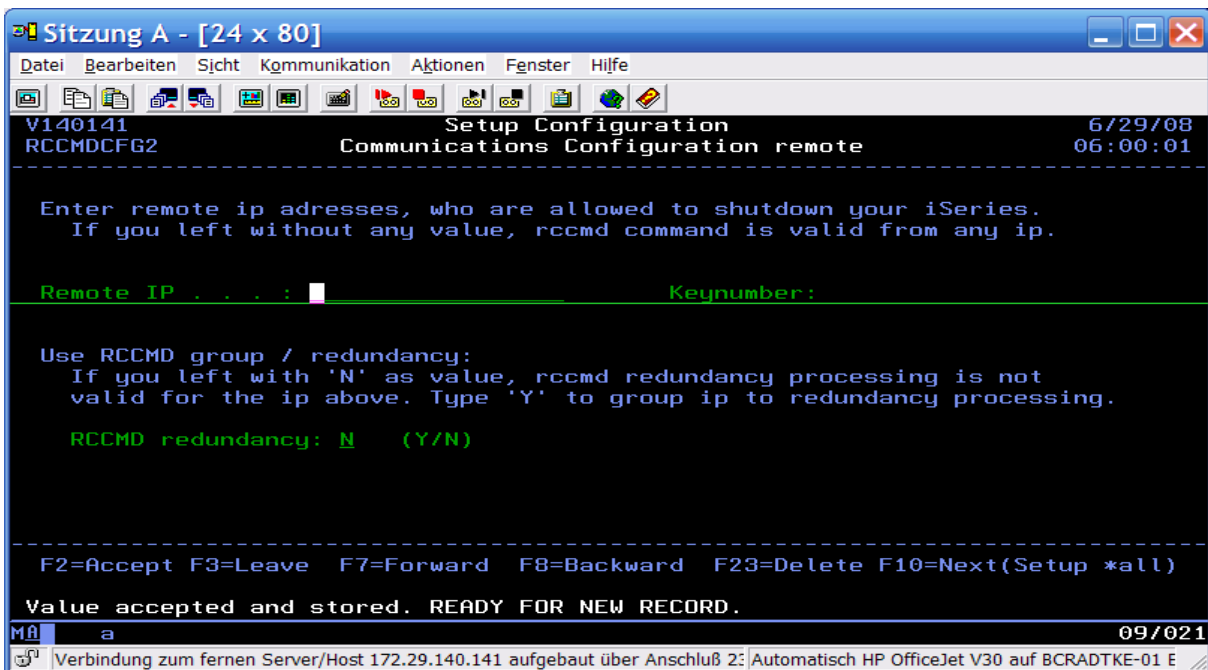 Sitzung A - [24 x 80]
Datei Bearbeiten Sicht Kommunikation Aktionen Fenster Hilfe
V140141 Setup Configuration 6/29/08
RCCMDCFG2 Communications Configuration remote 06:00:01
Enter remote ip adresses, who are allowed to shutdown your iSeries.
If you left without any value, rccmd command is valid from any ip.
Remote IP . . . : Keynumber:
Use RCCMD group / redundancy:
If you left with 'N' as value, rccmd redundancy processing is not
valid for the ip above. Type 'Y' to group ip to redundancy processing.
RCCMD redundancy: N (Y/N)
F2=Accept F3=Leave F7=Forward F8=Backward F23=Delete F10=Next(Setup *all)
Value accepted and stored. READY FOR NEW RECORD.
MA a 09/021
Verbindung zum fernen Server/Host 172.29.140.141 aufgebaut über Anschluß 23 Automatisch HP OfficeJet V30 auf BCRADTKE-01 E